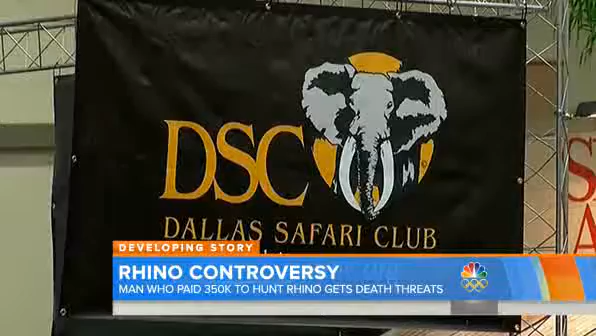 DSC
DALLAS SAFARI CLUB
DEVELOPING STORY
RHINO CONTROVERSY
MAN WHO PAID 350K TO HUNT RHINO GETS DEATH THREATS